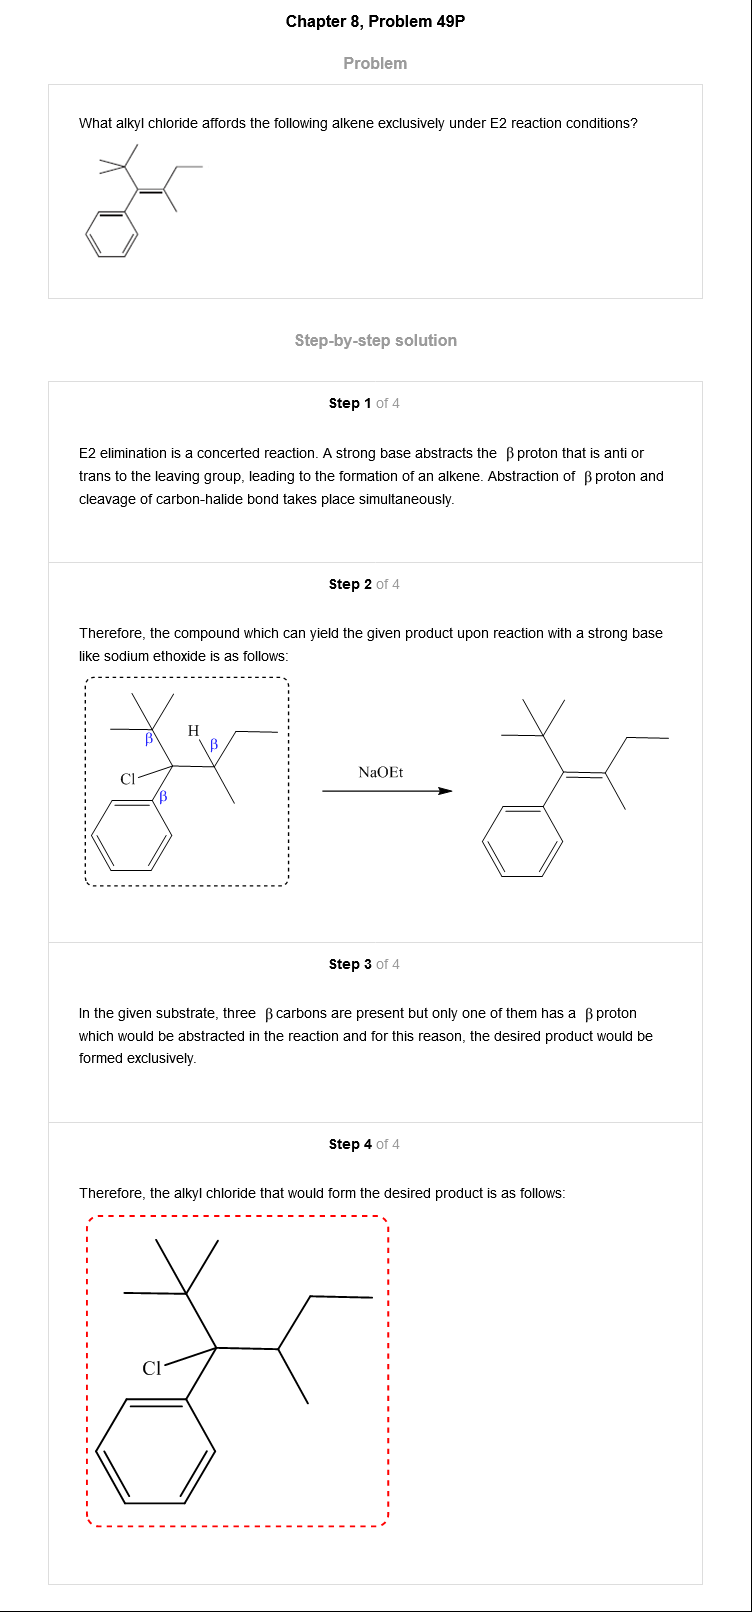 Chapter 8, Problem 49P
Problem
What alkyl chloride affords the following alkene exclusively under E2 reaction conditions?
Step-by-step solution
Step 1 of 4
E2 elimination is a concerted reaction. A strong base abstracts the β proton that is anti or
trans to the leaving group, leading to the formation of an alkene. Abstraction of β proton and
cleavage of carbon-halide bond takes place simultaneously.
Step 2 of 4
Therefore, the compound which can yield the given product upon reaction with a strong base
like sodium ethoxide is as follows:
H
β
β
Cl
β
NaOEt
Step 3 of 4
In the given substrate, three β carbons are present but only one of them has a β proton
which would be abstracted in the reaction and for this reason, the desired product would be
formed exclusively.
Step 4 of 4
Therefore, the alkyl chloride that would form the desired product is as follows:
Cl